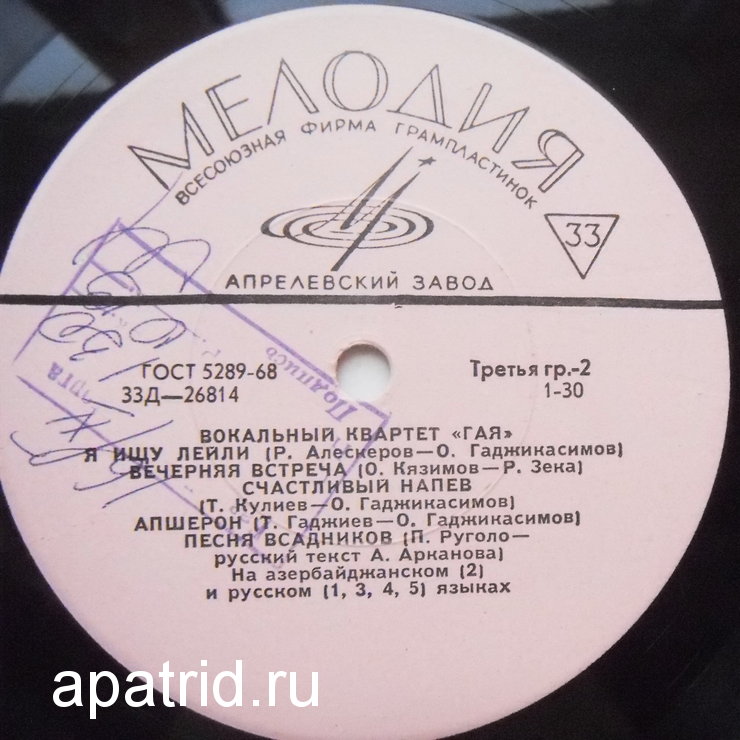 МЕЛОДИЯ
ВСЕСОЮЗНАЯ ФИРМА ГРАМПЛАСТИНОК
33
АПРЕЛЕВСКИЙ ЗАВОД
ГОСТ 5289-68
Третья гр.-2
33Д—26814
1-30
Подпись
ВОКАЛЬНЫЙ КВАРТЕТ «ГАЯ»
Я ИЩУ ЛЕЙЛИ (Р. Алескеров—О. Гаджикасимов)
ВЕЧЕРНЯЯ ВСТРЕЧА (О. Кязимов—Р. Зека)
СЧАСТЛИВЫЙ НАПЕВ
(Т. Кулиев—О. Гаджикасимов)
АПШЕРОН (Т. Гаджиев—О. Гаджикасимов)
ПЕСНЯ ВСАДНИКОВ (П. Руголо—
русский текст А. Арканова)
На азербайджанском (2)
и русском (1, 3, 4, 5) языках
apatrid.ru